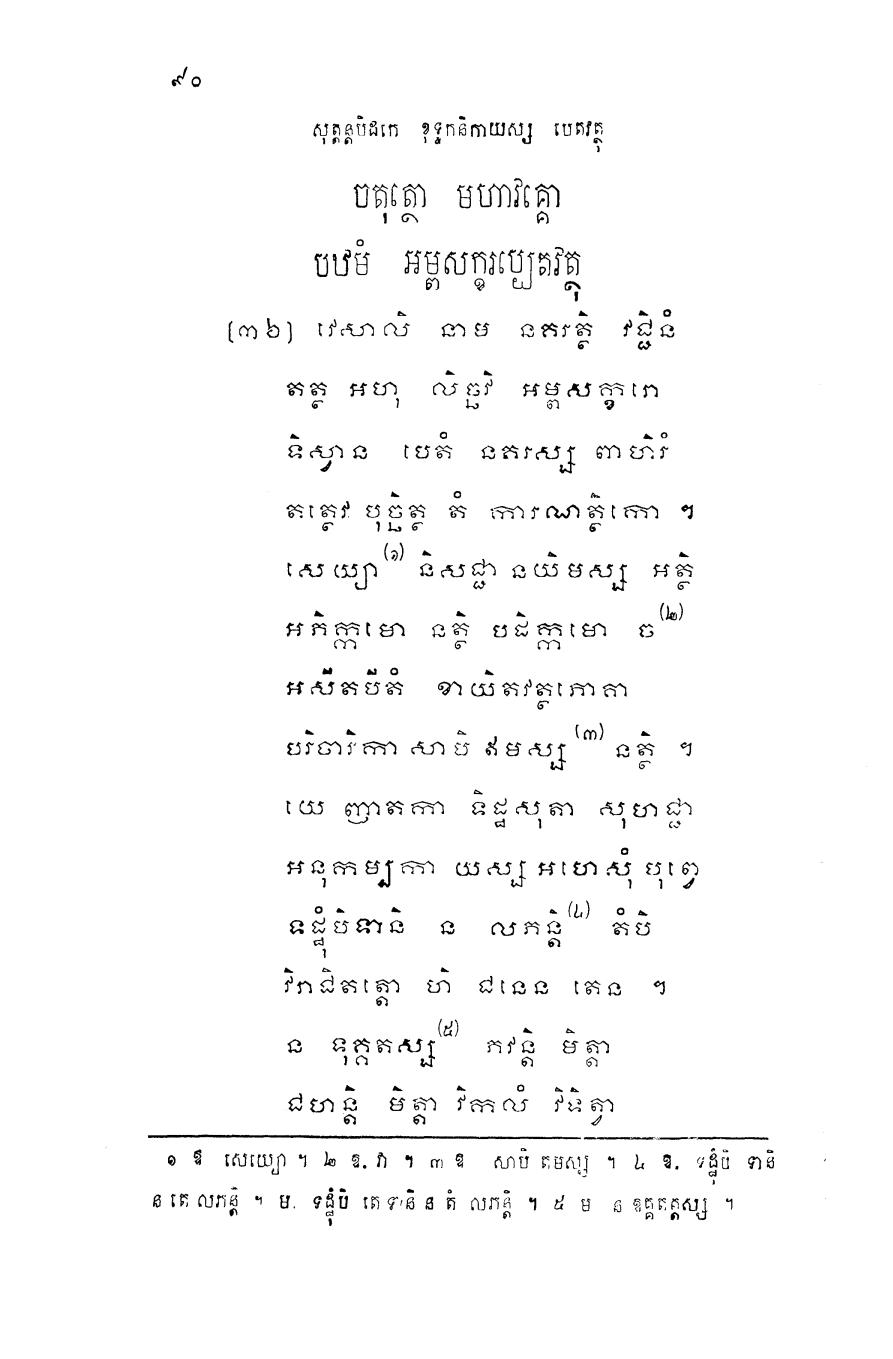 ៩០
សុត្តន្តបិដកេ ខុទ្ទកនិកាយស្ស បេតវត្ថុ
ចតុត្ថោ មហាវគ្គោ
បឋមំ អម្ពសក្ខរប្បេតវត្ថុ
(៣៦) វេសាលិ នាម នគរត្ថិ វជ្ជិនំ
តត្ថ អហុ លិច្ឆវិ អម្ពសក្ខរោ
ទិស្វាន បេតំ នគរស្ស ពាហិរំ
តត្ថេវ បុច្ឆិត្ថ តំ ការណត្ថិកោ ។
សេយ្យា (១) និសជ្ជា នយិមស្ស អត្ថិ
អភិក្កមោ នត្ថិ បដិក្កមោ ច (២)
អសិតបីតំ ខាយិតវត្ថភោគា
បរិចារិកា សាបិ ឥមស្ស (៣) នត្ថិ ។
យេ ញាតកា ទិដ្ឋសុតា សុហជ្ជា
អនុកម្បកា យស្ស អហេសុំ បុព្វេ
ទដ្ឋុំបិទានិ ន លភន្តិ (៤) តំបិ
វិរាជិតត្តោ ហិ ជនេន តេន ។
ន ទុគ្គតស្ស (៥) ភវន្តិ មិត្តា
ជហន្តិ មិត្តា វិកលំ វិទិត្វា
១ ឱ សេយ្យោ ។ ២ ឱ. វា ។ ៣ ឱ សាបិ តមស្ស ។ ៤ ឱ. ទដ្ឋុំបិ ទានិ
ន តេ លភន្តិ ។ ម. ទដ្ឋុំបិ តេ ទានិ ន តំ លភន្តិ ។ ៥ ម ន ឧគ្គតត្តស្ស ។